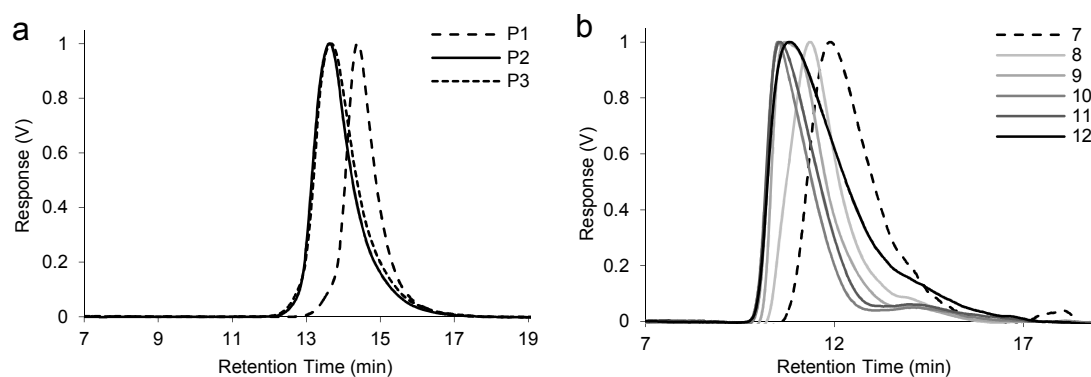 a
Response (V)
1
0.8
0.6
0.4
0.2
0
7 9 11 13 15 17 19
Retention Time (min)
P1
P2
P3
b
Response (V)
1
0.8
0.6
0.4
0.2
0
7 12 17
Retention Time (min)
7
8
9
10
11
12